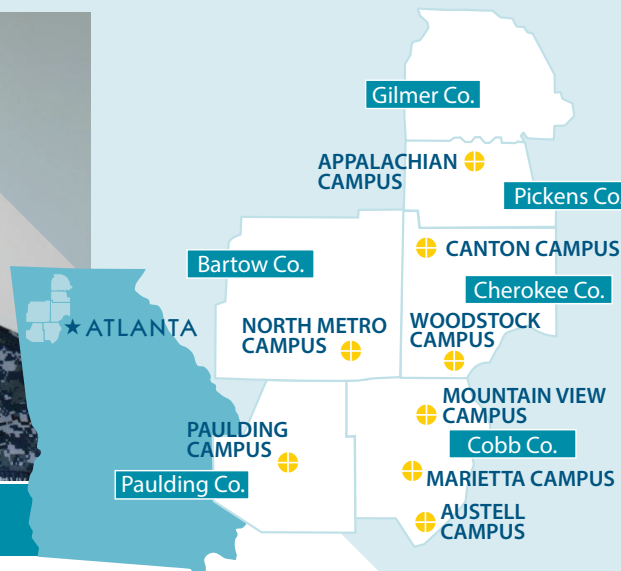 Gilmer Co.
APPALACHIAN
CAMPUS
Pickens Co.
CANTON CAMPUS
Bartow Co.
Cherokee Co.
★ATLANTA
NORTH METRO
CAMPUS
WOODSTOCK
CAMPUS
MOUNTAIN VIEW
CAMPUS
PAULDING
CAMPUS
Cobb Co.
Paulding Co.
MARIETTA CAMPUS
AUSTELL
CAMPUS